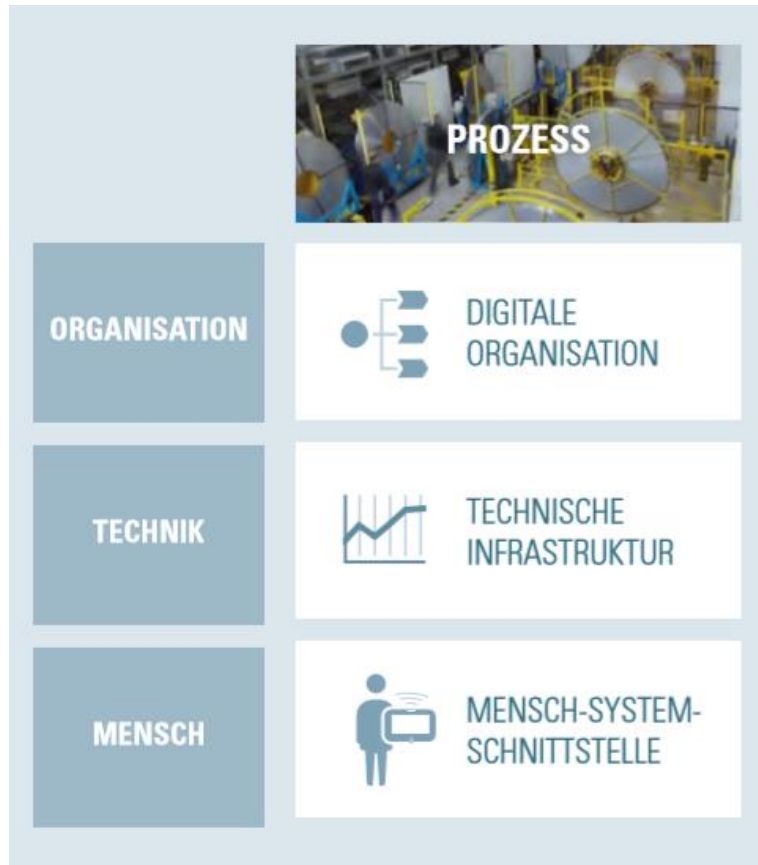 PROZESS
ORGANISATION
DIGITALE
ORGANISATION
TECHNIK
TECHNISCHE
INFRASTRUKTUR
MENSCH
MENSCH-SYSTEM-
SCHNITTSTELLE